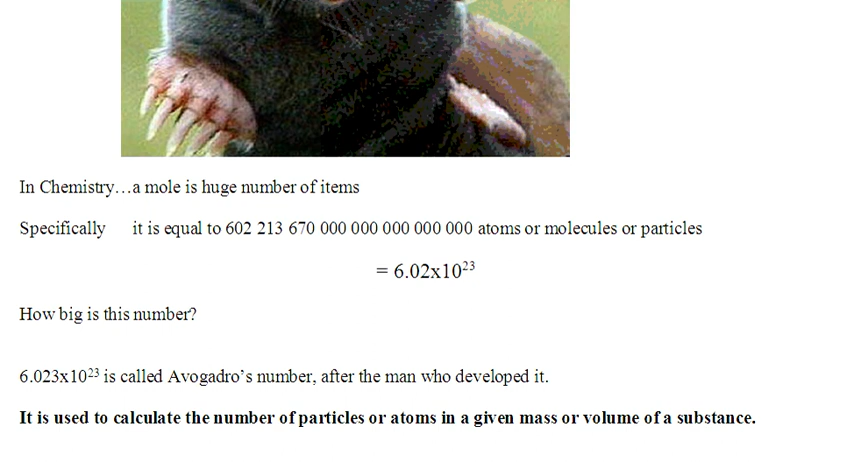 In Chemistry…a mole is huge number of items
Specifically it is equal to 602 213 670 000 000 000 000 000 atoms or molecules or particles
= 6.02x10²³
How big is this number?
6.023x10²³ is called Avogadro’s number, after the man who developed it.
It is used to calculate the number of particles or atoms in a given mass or volume of a substance.